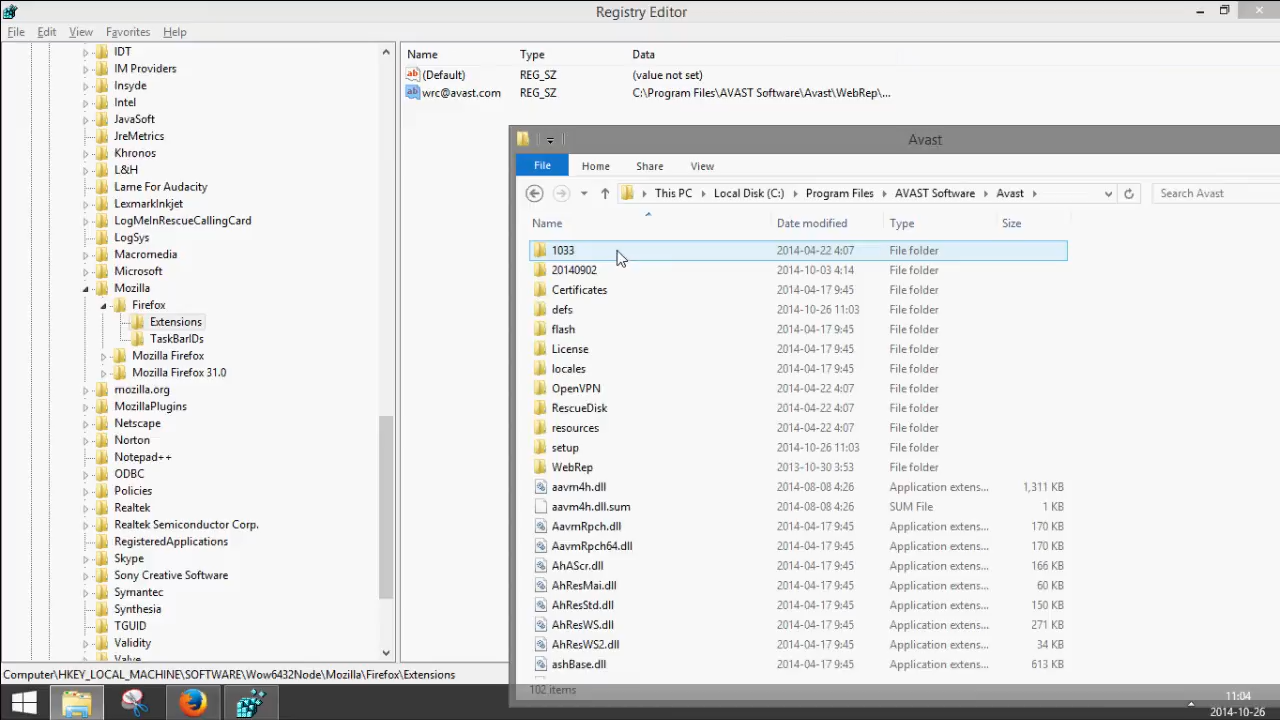 Registry Editor
File Edit View Favorites Help
IDT
IM Providers
Insyde
Intel
JavaSoft
JreMetrics
Khronos
L&H
Lame For Audacity
LexmarkInkjet
LogMeInRescueCallingCard
LogSys
Macromedia
Microsoft
Mozilla
Firefox
Extensions
TaskBarIDs
Mozilla Firefox
Mozilla Firefox 31.0
mozilla.org
MozillaPlugins
Netscape
Norton
Notepad++
ODBC
Policies
Realtek
Realtek Semiconductor Corp.
RegisteredApplications
Skype
Sony Creative Software
Symantec
Synthesia
TGUID
Validity
Value
Name Type Data
ab (Default) REG_SZ (value not set)
ab wrc@avast.com REG_SZ C:\Program Files\AVAST Software\Avast\WebRep\...
Avast
File Home Share View
This PC Local Disk (C:) Program Files AVAST Software Avast Search Avast
Name Date modified Type Size
1033 2014-04-22 4:07 File folder
20140902 2014-10-03 4:14 File folder
Certificates 2014-04-17 9:45 File folder
defs 2014-10-26 11:03 File folder
flash 2014-04-17 9:45 File folder
License 2014-04-17 9:45 File folder
locales 2014-04-17 9:45 File folder
OpenVPN 2014-04-22 4:07 File folder
RescueDisk 2014-04-22 4:07 File folder
resources 2014-04-22 4:07 File folder
setup 2014-10-26 11:03 File folder
WebRep 2013-10-30 3:53 File folder
aavm4h.dll 2014-08-08 4:26 Application extens... 1,311 KB
aavm4h.dll.sum 2014-08-08 4:26 SUM File 1 KB
AavmRpch.dll 2014-04-17 9:45 Application extens... 170 KB
AavmRpch64.dll 2014-04-17 9:45 Application extens... 170 KB
AhAScr.dll 2014-04-17 9:45 Application extens... 166 KB
AhResMai.dll 2014-04-17 9:45 Application extens... 60 KB
AhResStd.dll 2014-04-17 9:45 Application extens... 150 KB
AhResWS.dll 2014-04-17 9:45 Application extens... 271 KB
AhResWS2.dll 2014-04-17 9:45 Application extens... 34 KB
ashBase.dll 2014-04-17 9:45 Application extens... 613 KB
102 items
Computer\HKEY_LOCAL_MACHINE\SOFTWARE\Wow6432Node\Mozilla\Firefox\Extensions
11:04
2014-10-26